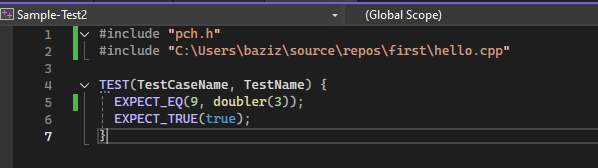 Sample-Test2 (Global Scope)
1 #include "pch.h"
2 #include "C:\Users\baziz\source\repos\first\hello.cpp"
3
4 TEST(TestCaseName, TestName) {
5 EXPECT_EQ(9, doubler(3));
6 EXPECT_TRUE(true);
7 }